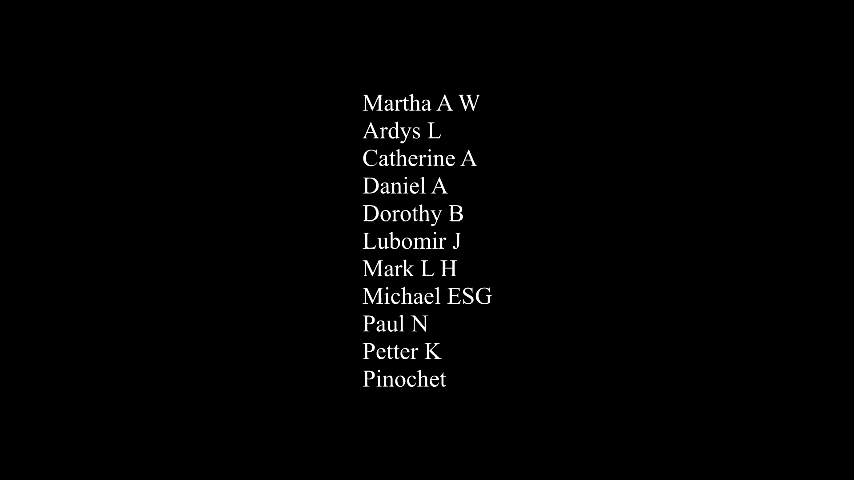 Martha A W
Ardys L
Catherine A
Daniel A
Dorothy B
Lubomir J
Mark L H
Michael ESG
Paul N
Petter K
Pinochet